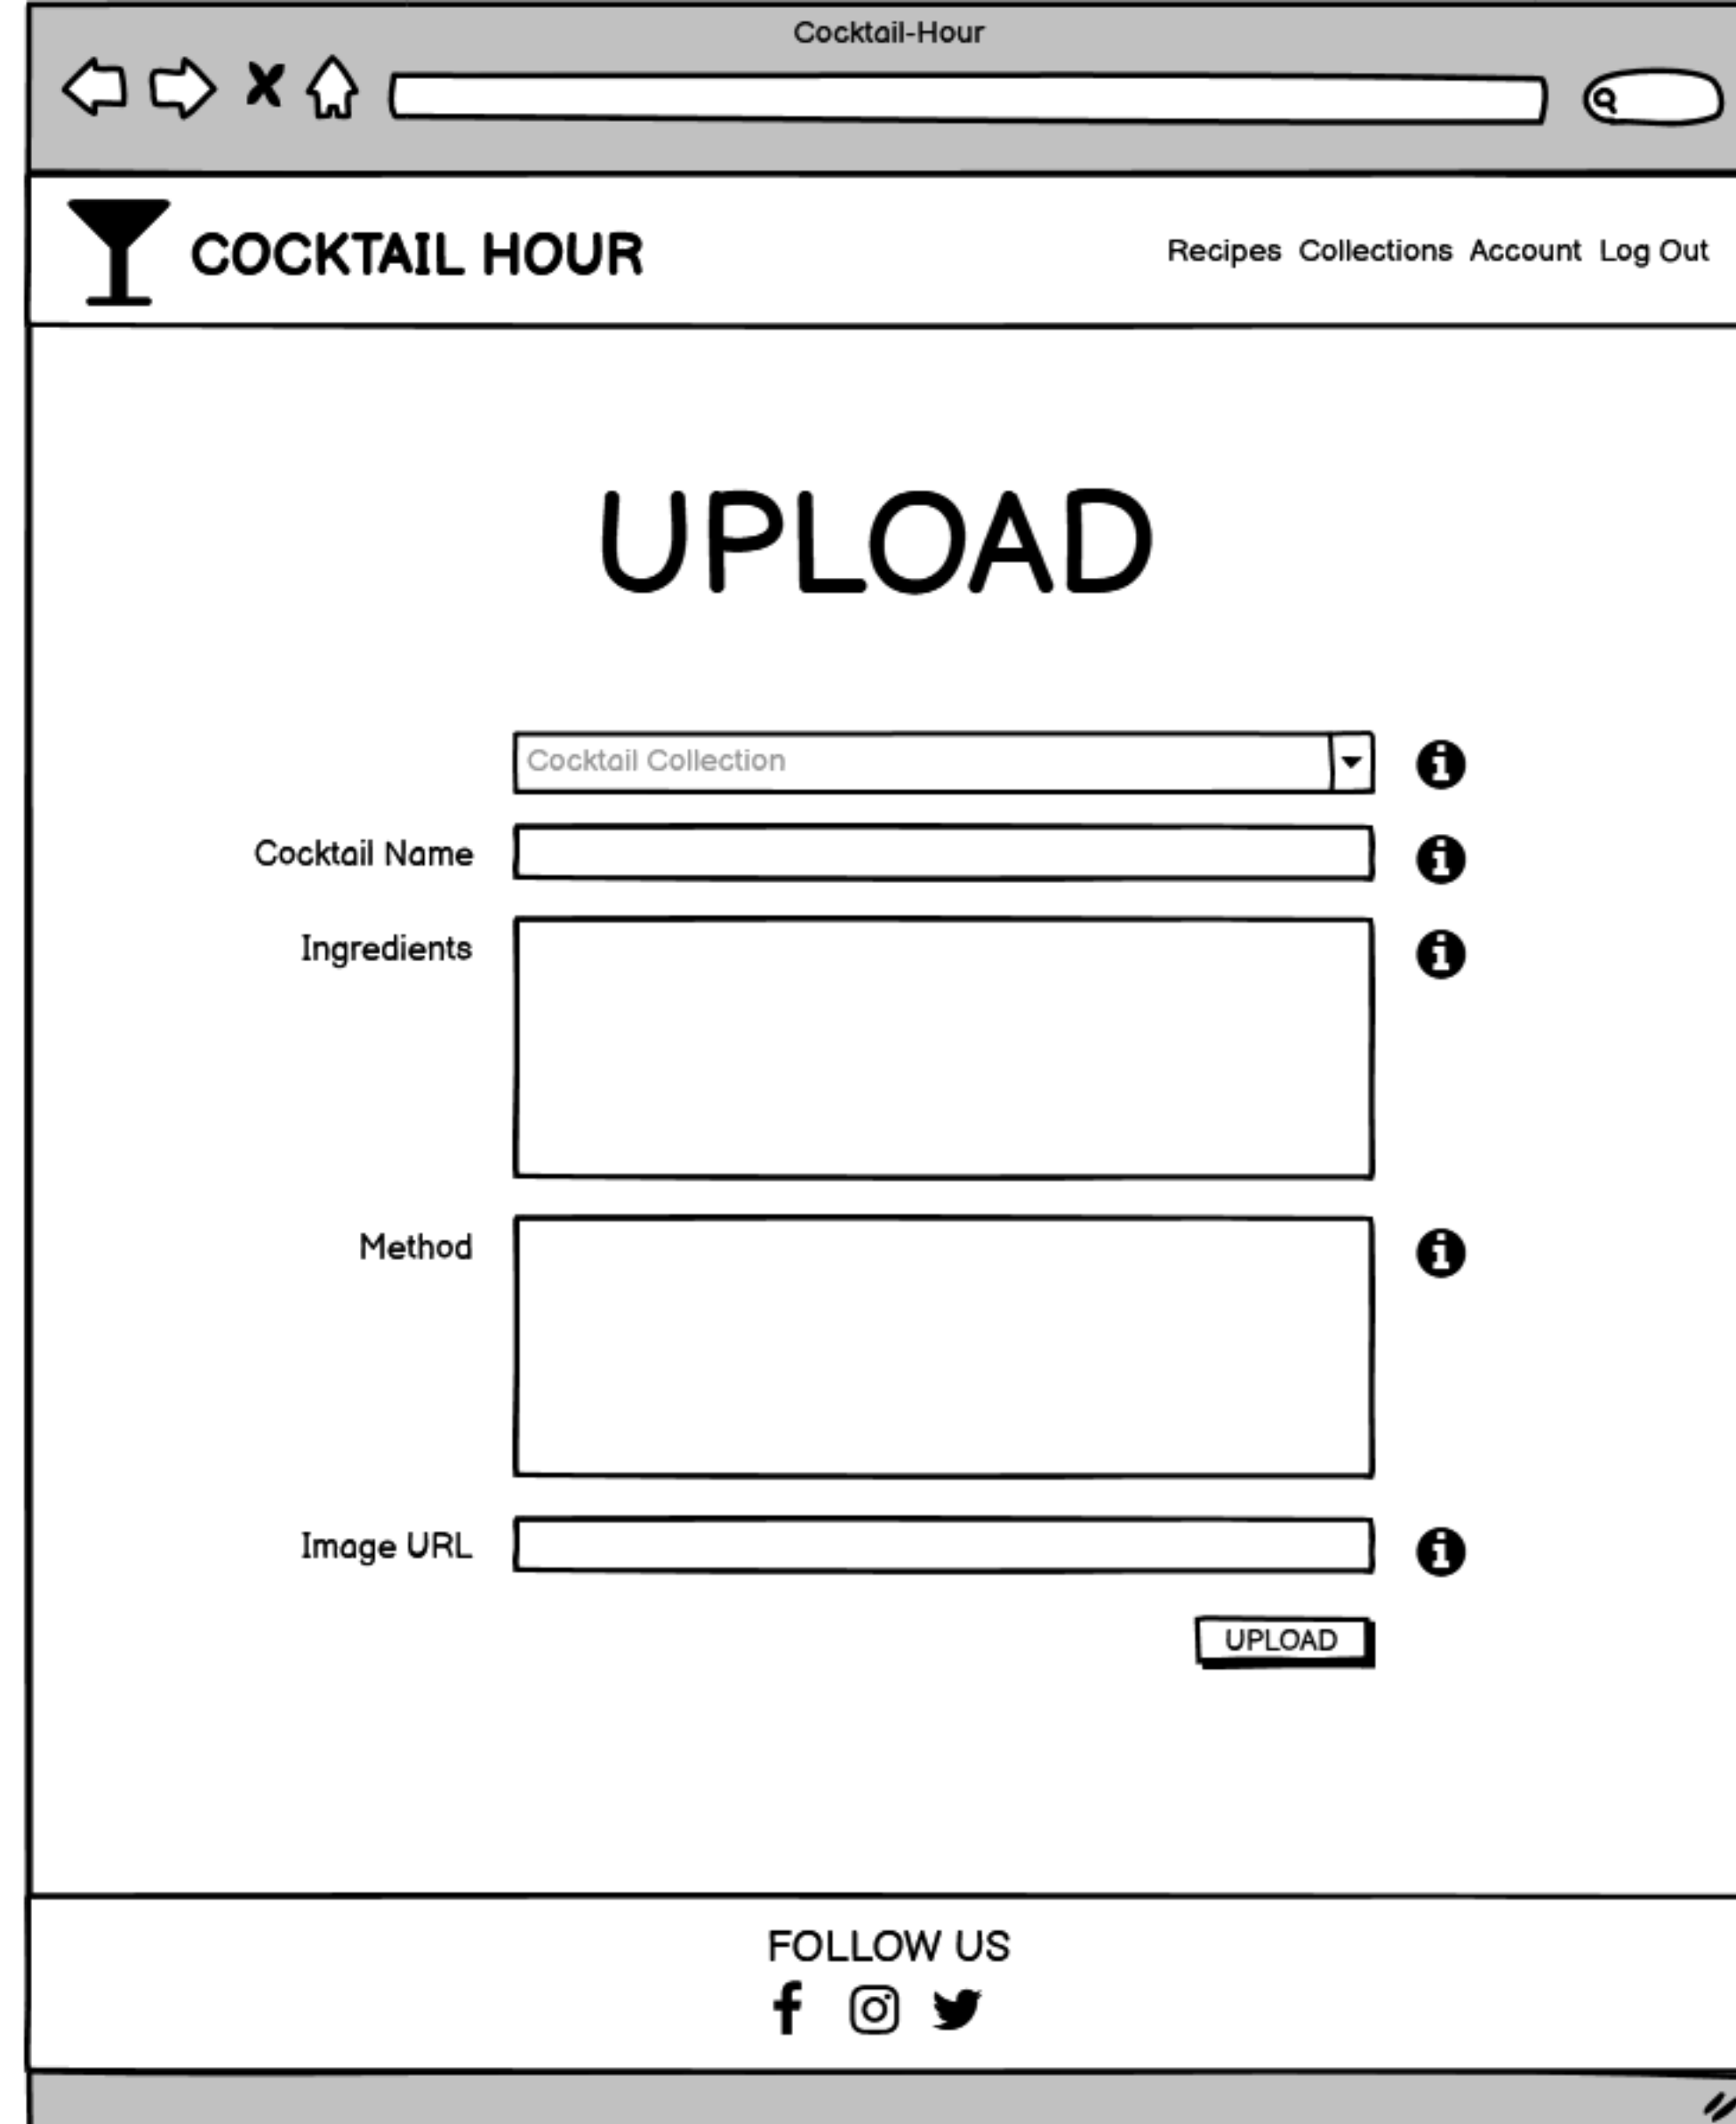 Cocktail-Hour
COCKTAIL HOUR
Recipes Collections Account Log Out
UPLOAD
Cocktail Collection
Cocktail Name
Ingredients
Method
Image URL
UPLOAD
FOLLOW US